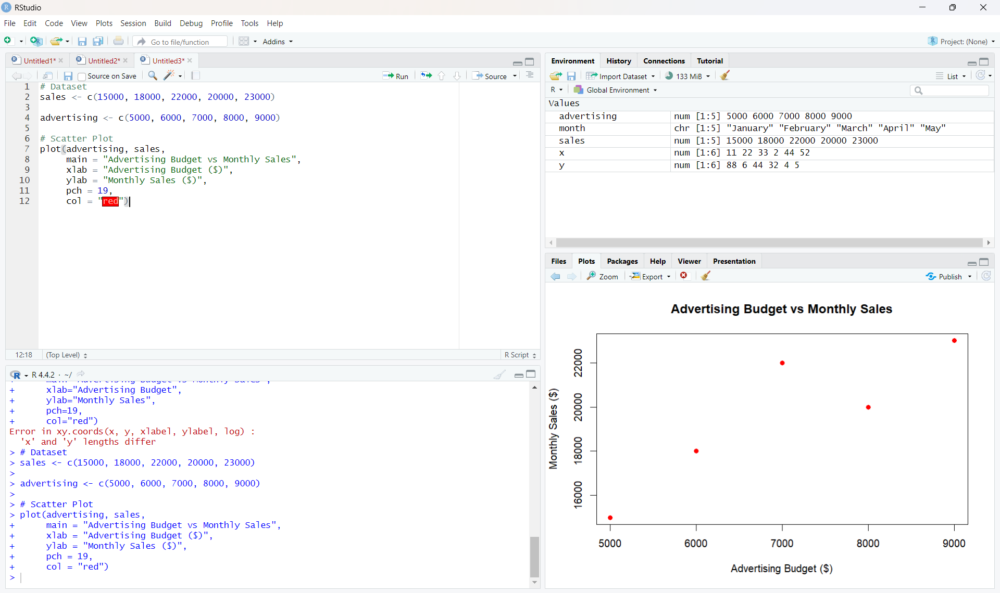 RStudio
File Edit Code View Plots Session Build Debug Profile Tools Help
Go to file/function Addins Project: (None)
Untitled1* Untitled2* Untitled3*
Source on Save Run Source
1 # Dataset
2 sales <- c(15000, 18000, 22000, 20000, 23000)
3
4 advertising <- c(5000, 6000, 7000, 8000, 9000)
5
6 # Scatter Plot
7 plot(advertising, sales,
8 main = "Advertising Budget vs Monthly Sales",
9 xlab = "Advertising Budget ($)",
10 ylab = "Monthly Sales ($)",
11 pch = 19,
12 col = "red")
12:18 (Top Level) R Script
R 4.4.2 · ~/
+ xlab="Advertising Budget",
+ ylab="Monthly Sales",
+ pch=19,
+ col="red")
Error in xy.coords(x, y, xlabel, ylabel, log) :
'x' and 'y' lengths differ
> # Dataset
> sales <- c(15000, 18000, 22000, 20000, 23000)
>
> advertising <- c(5000, 6000, 7000, 8000, 9000)
>
> # Scatter Plot
> plot(advertising, sales,
+ main = "Advertising Budget vs Monthly Sales",
+ xlab = "Advertising Budget ($)",
+ ylab = "Monthly Sales ($)",
+ pch = 19,
+ col = "red")
>
Environment History Connections Tutorial
Import Dataset 133 MiB List
R Global Environment
Values
advertising num [1:5] 5000 6000 7000 8000 9000
month chr [1:5] "January" "February" "March" "April" "May"
sales num [1:5] 15000 18000 22000 20000 23000
x num [1:6] 11 22 33 2 44 52
y num [1:6] 88 6 44 32 4 5
Files Plots Packages Help Viewer Presentation
Zoom Export Publish
Advertising Budget vs Monthly Sales
Monthly Sales ($)
22000
20000
18000
16000
5000 6000 7000 8000 9000
Advertising Budget ($)